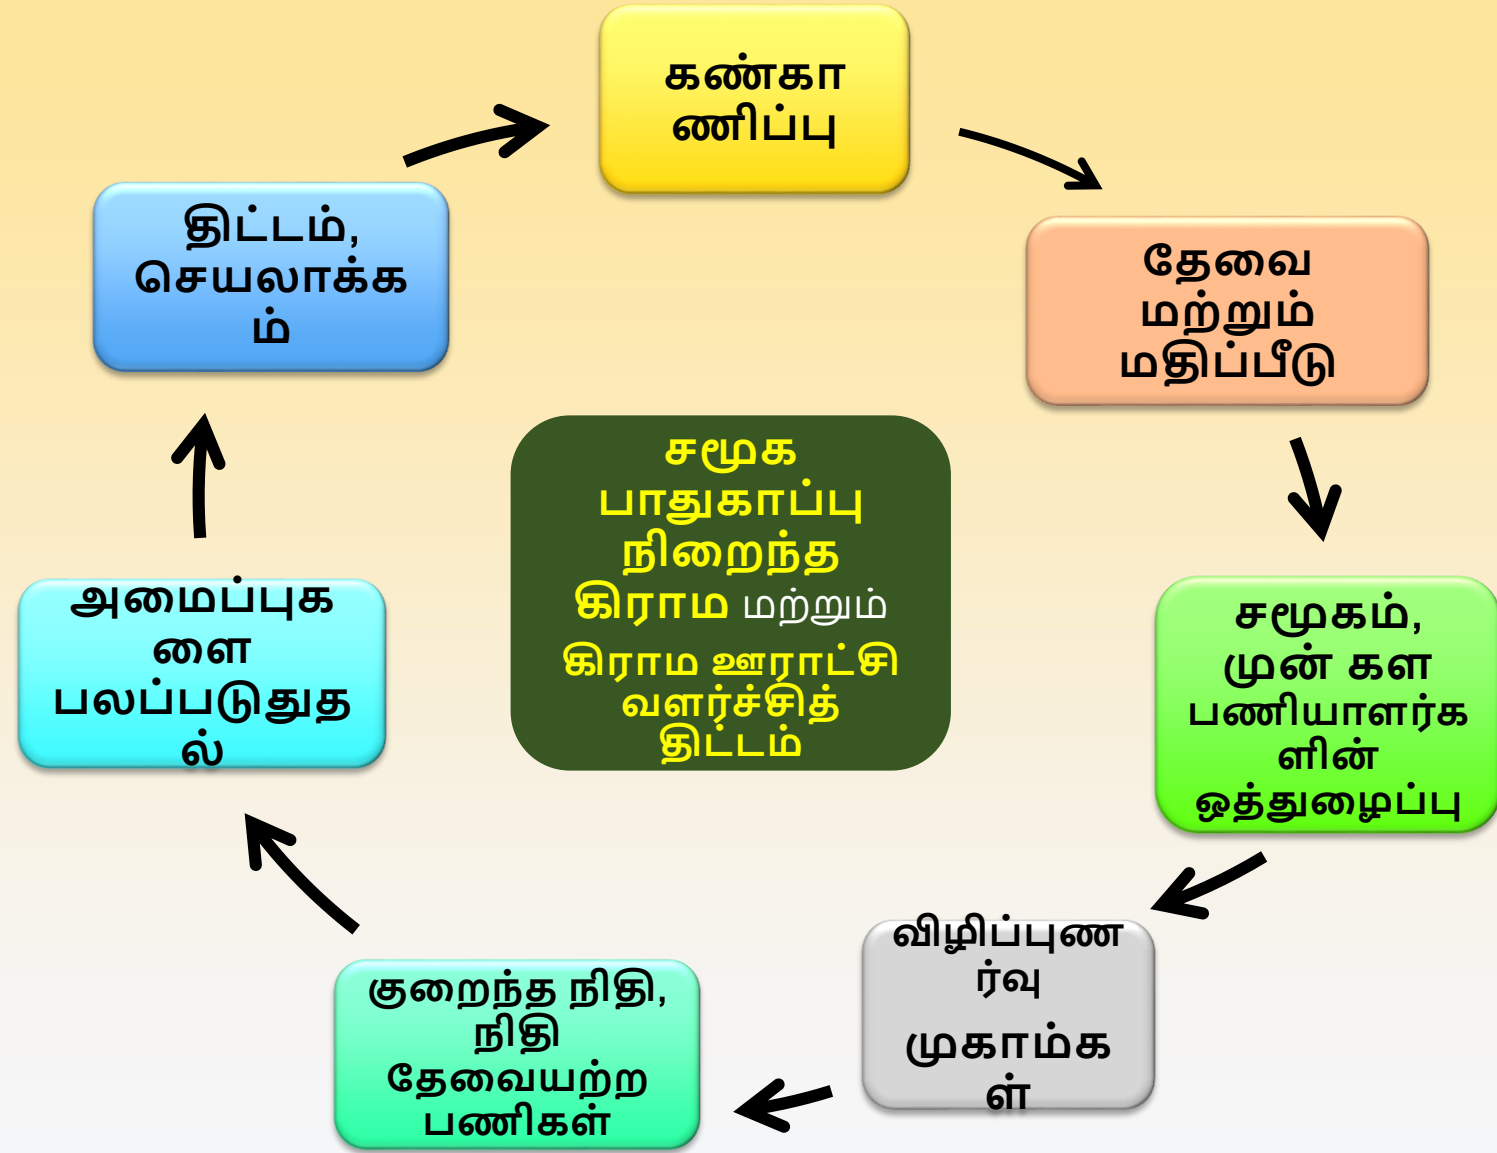 கண்கா
ணிப்பு
தேவை
மற்றும்
மதிப்பீடு
சமூகம்,
முன் கள
பணியாளர்க
ளின்
ஒத்துழைப்பு
விழிப்புண
ர்வு
முகாம்க
ள்
குறைந்த நிதி,
நிதி
தேவையற்ற
பணிகள்
அமைப்புக
ளை
பலப்படுதுத
ல்
திட்டம்,
செயலாக்க
ம்
சமூக
பாதுகாப்பு
நிறைந்த
கிராம மற்றும்
கிராம ஊராட்சி
வளர்ச்சித்
திட்டம்